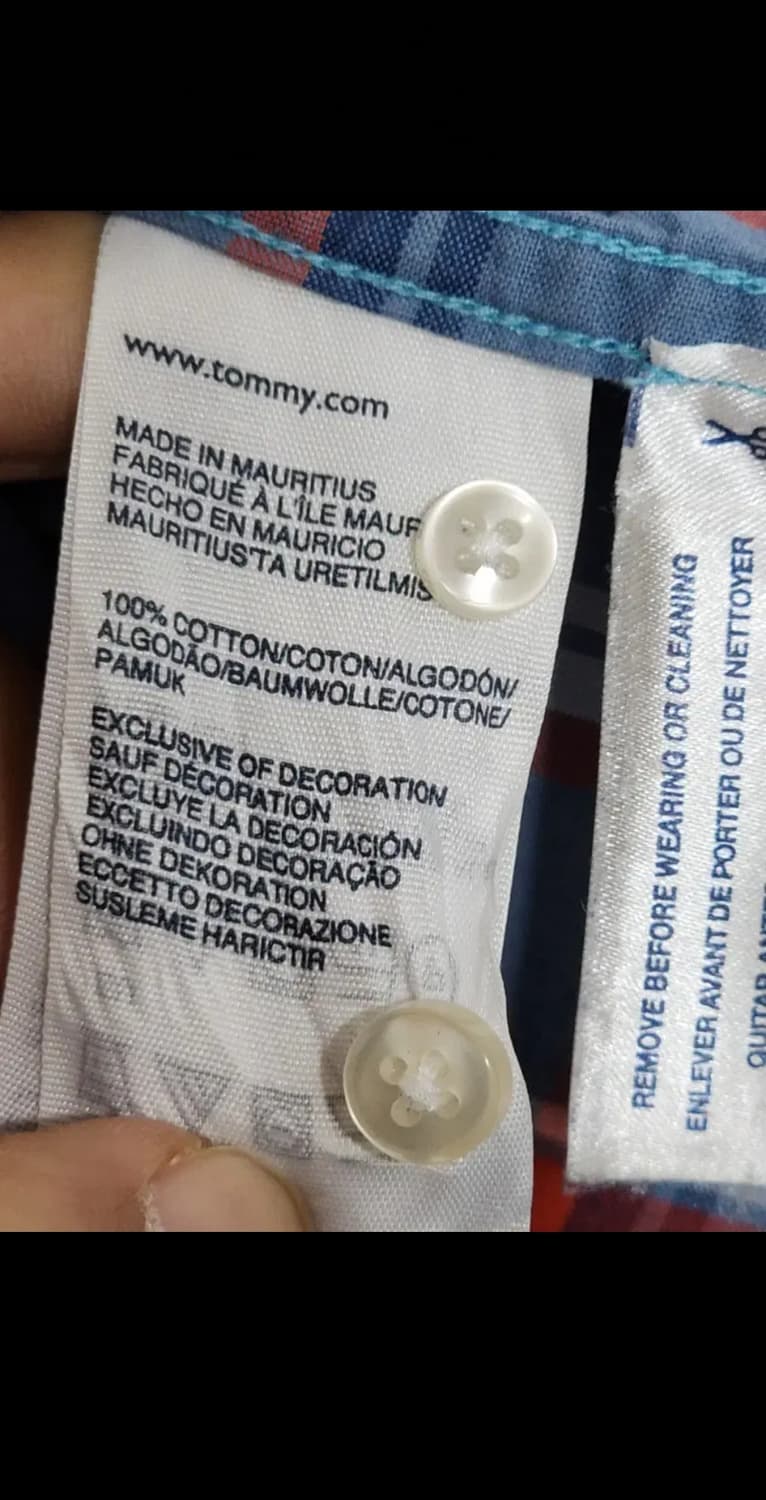 www.tommy.com
MADE IN MAURITIUS
FABRIQUÉ À L'ÎLE
HECHO EN MAURICIO
MAURITIUS'TA
100% COTTON/COTON/ALGODÓN/
ALGODÃO/BAUMWOLLE/COTONE/
PAMUK
EXCLUSIVE OF DECORATION
SAUF DÉCORATION
EXCLUYE LA DECORACIÓN
EXCLUINDO DECORAÇÃO
OHNE DEKORATION
ECCETTO DECORAZIONE
SUSLEME HARICTIR
REMOVE BEFORE WEARING OR CLEANING
ENLEVER AVANT DE PORTER OU DE NETTOYER